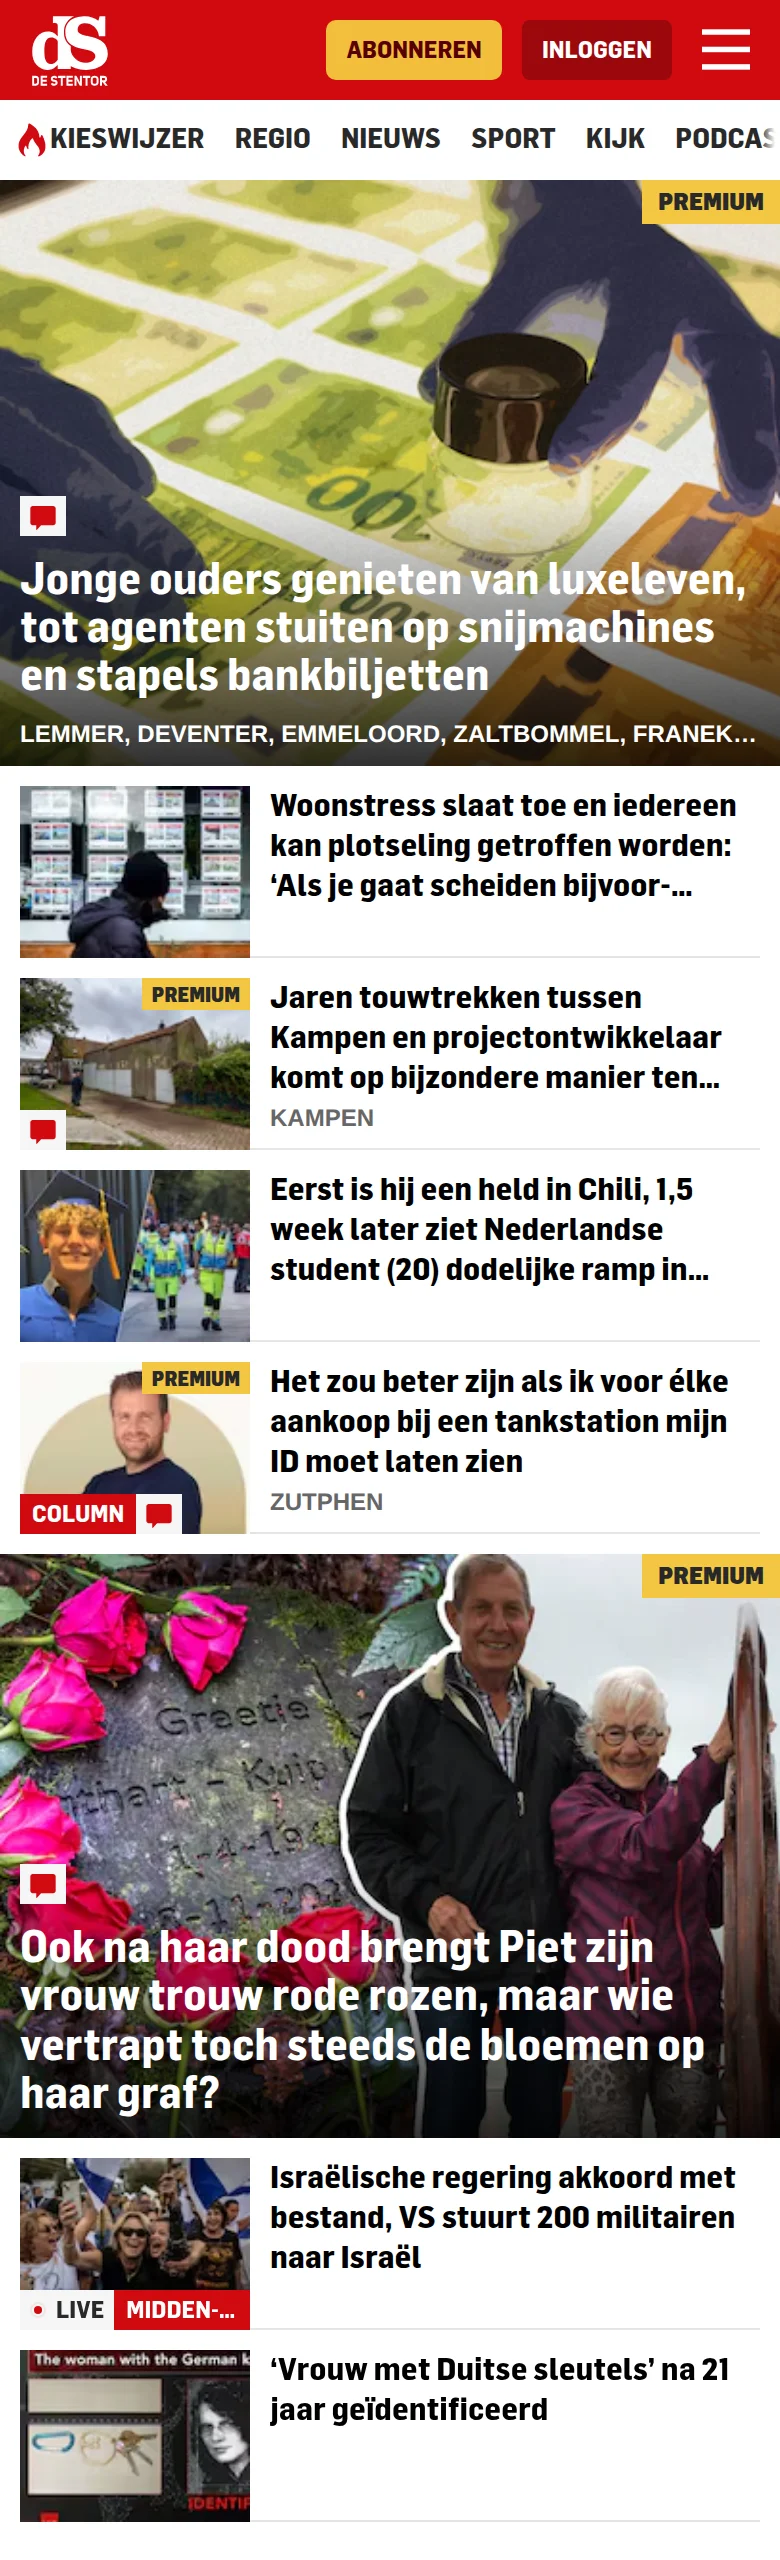 dS
DE STENTOR
ABONNEREN
INLOGGEN
KIESWIJZER REGIO NIEUWS SPORT KIJK PODCAS
PREMIUM
Jonge ouders genieten van luxeleven,
tot agenten stuiten op snijmachines
en stapels bankbiljetten
LEMMER, DEVENTER, EMMELOORD, ZALTBOMMEL, FRANEK…
Woonstress slaat toe en iedereen
kan plotseling getroffen worden:
‘Als je gaat scheiden bijvoor-...
PREMIUM
Jaren touwtrekken tussen
Kampen en projectontwikkelaar
komt op bijzondere manier ten...
KAMPEN
Eerst is hij een held in Chili, 1,5
week later ziet Nederlandse
student (20) dodelijke ramp in...
PREMIUM
COLUMN
Het zou beter zijn als ik voor élke
aankoop bij een tankstation mijn
ID moet laten zien
ZUTPHEN
PREMIUM
Graetia
- Kuip
Ook na haar dood brengt Piet zijn
vrouw trouw rode rozen, maar wie
vertrapt toch steeds de bloemen op
haar graf?
LIVE
MIDDEN-...
Israëlische regering akkoord met
bestand, VS stuurt 200 militairen
naar Israël
The woman with the German k
IDENTIF
‘Vrouw met Duitse sleutels’ na 21
jaar geïdentificeerd